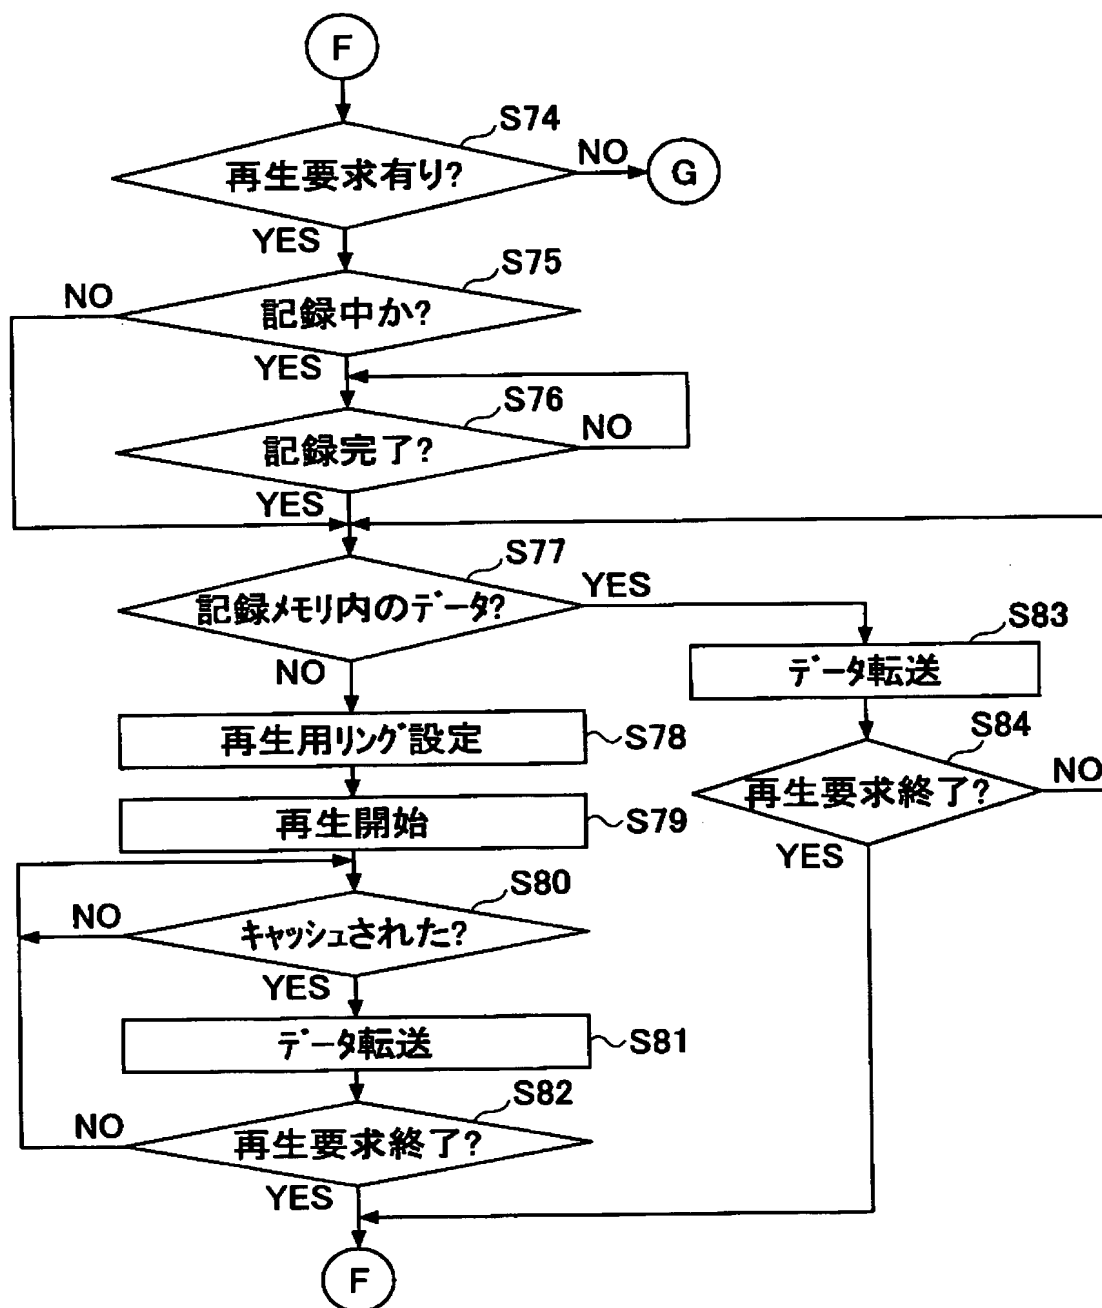 F
S74
再生要求有り?
NO
G
YES
S75
NO
記録中か?
YES
S76
記録完了?
NO
YES
S77
記録メモリ内のデータ?
YES
NO
S83
データ転送
再生用リング設定
S78
S84
再生要求終了?
NO
YES
再生開始
S79
S80
NO
キャッシュされた?
YES
データ転送
S81
S82
NO
再生要求終了?
YES
F